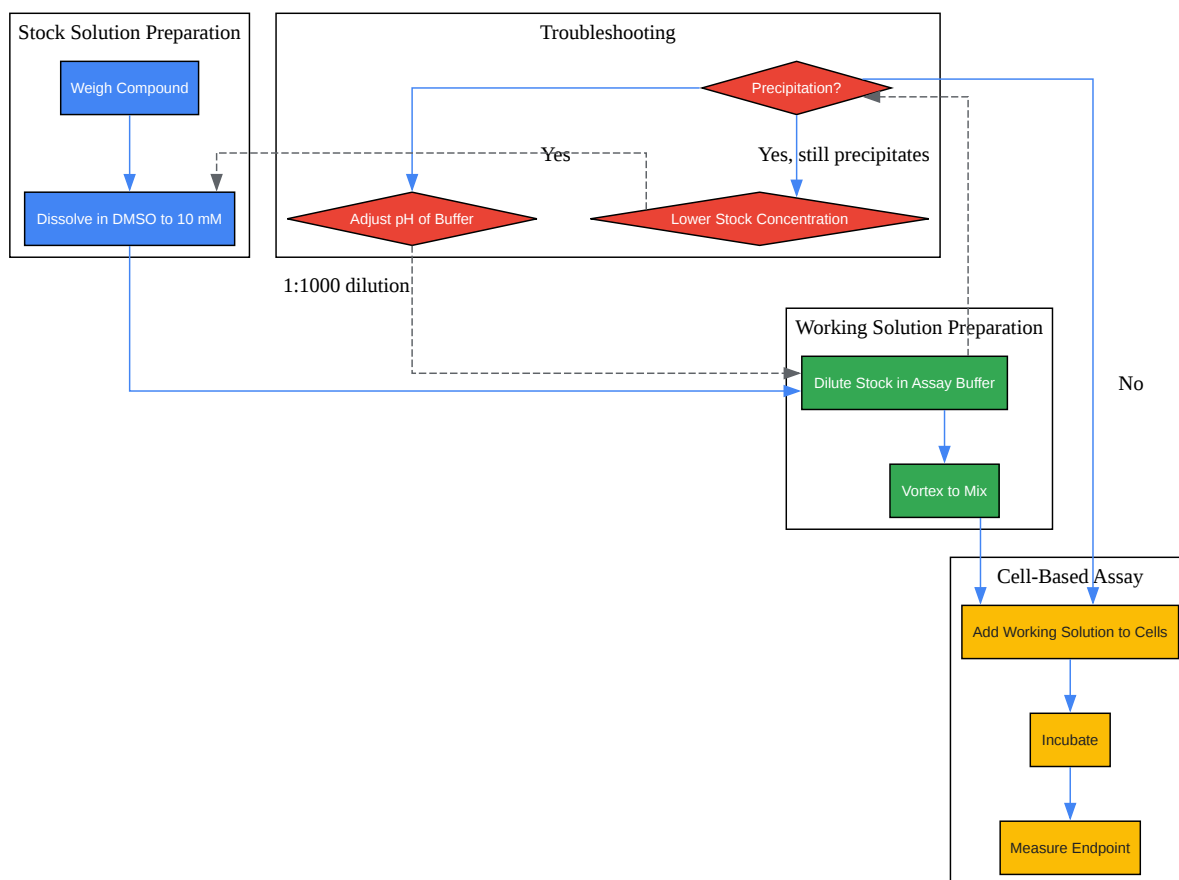 Stock Solution Preparation
Weigh Compound
Dissolve in DMSO to 10 mM
Troubleshooting
Precipitation?
Yes
Yes, still precipitates
Adjust pH of Buffer
Lower Stock Concentration
1:1000 dilution
Working Solution Preparation
Dilute Stock in Assay Buffer
No
Vortex to Mix
Cell-Based Assay
Add Working Solution to Cells
Incubate
Measure Endpoint